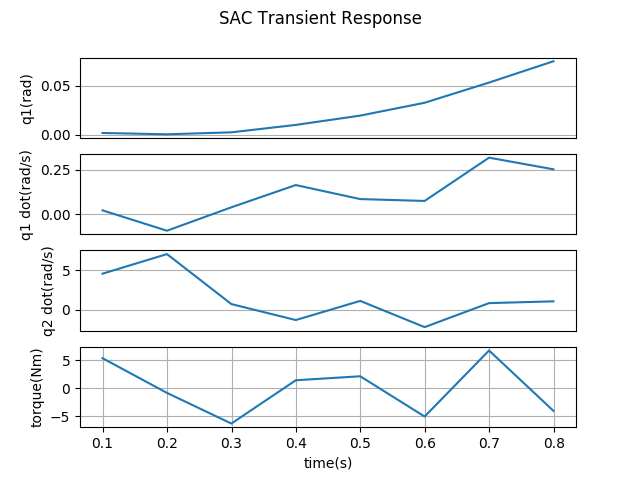 SAC Transient Response
q1(rad)
0.05
0.00
q1 dot(rad/s)
0.25
0.00
q2 dot(rad/s)
5
0
torque(Nm)
5
0
−5
0.1 0.2 0.3 0.4 0.5 0.6 0.7 0.8
time(s)